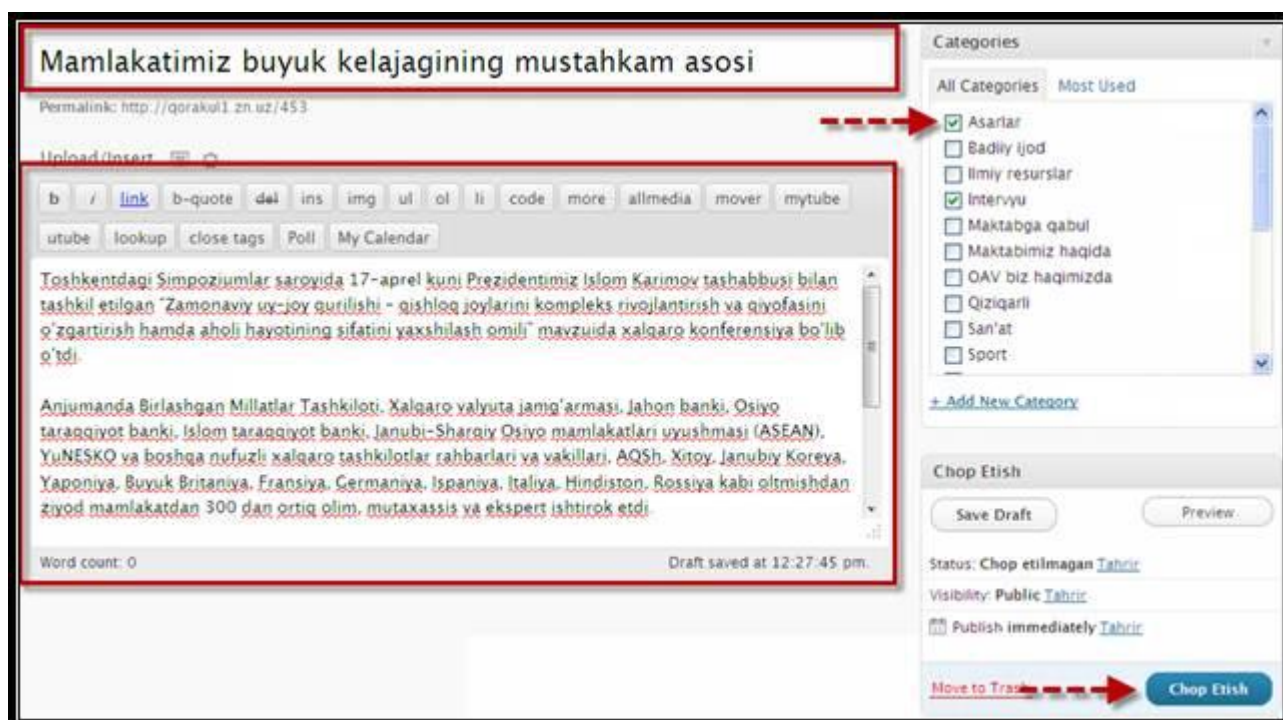 Mamlakatimiz buyuk kelajagining mustahkam asosi
Permalink: http://qorakul1.zn.uz/453
Upload/Insert
b i link b-quote del ins img ul ol li code more allmedia mover mytube
utube lookup close tags Poll My Calendar
Toshkentdagi Simpoziumlar saroyida 17-aprel kuni Prezidentimiz Islom Karimov tashabbusi bilan
tashkil etilgan "Zamonaviy uy-joy qurilishi - qishloq joylarini kompleks rivojlantirish va qiyofasini
o'zgartirish hamda aholi hayotining sifatini yaxshilash omili" mavzuida xalqaro konferensiya bo'lib
o'tdi.
Anjumanda Birlashgan Millatlar Tashkiloti, Xalqaro valyuta jamg'armasi, Jahon banki, Osiyo
taraqqiyot banki, Islom taraqqiyot banki, Janubi-Sharqiy Osiyo mamlakatlari uyushmasi (ASEAN),
YuNESKO va boshqa nufuzli xalqaro tashkilotlar rahbarlari va vakillari, AQSh, Xitoy, Janubiy Koreya,
Yaponiya, Buyuk Britaniya, Fransiya, Germaniya, Ispaniya, Italiya, Hindiston, Rossiya kabi oltmishdan
ziyod mamlakatdan 300 dan ortiq olim, mutaxassis va ekspert ishtirok etdi.
Word count: 0 Draft saved at 12:27:45 pm.
Categories
All Categories Most Used
Asarlar
Badiiy ijod
Ilmiy resurslar
Intervyu
Maktabga qabul
Maktabimiz haqida
OAV biz haqimizda
Qiziqarli
San'at
Sport
+ Add New Category
Chop Etish
Save Draft Preview
Status: Chop etilmagan Tahrir
Visibility: Public Tahrir
Publish immediately Tahrir
Move to Trash Chop Etish